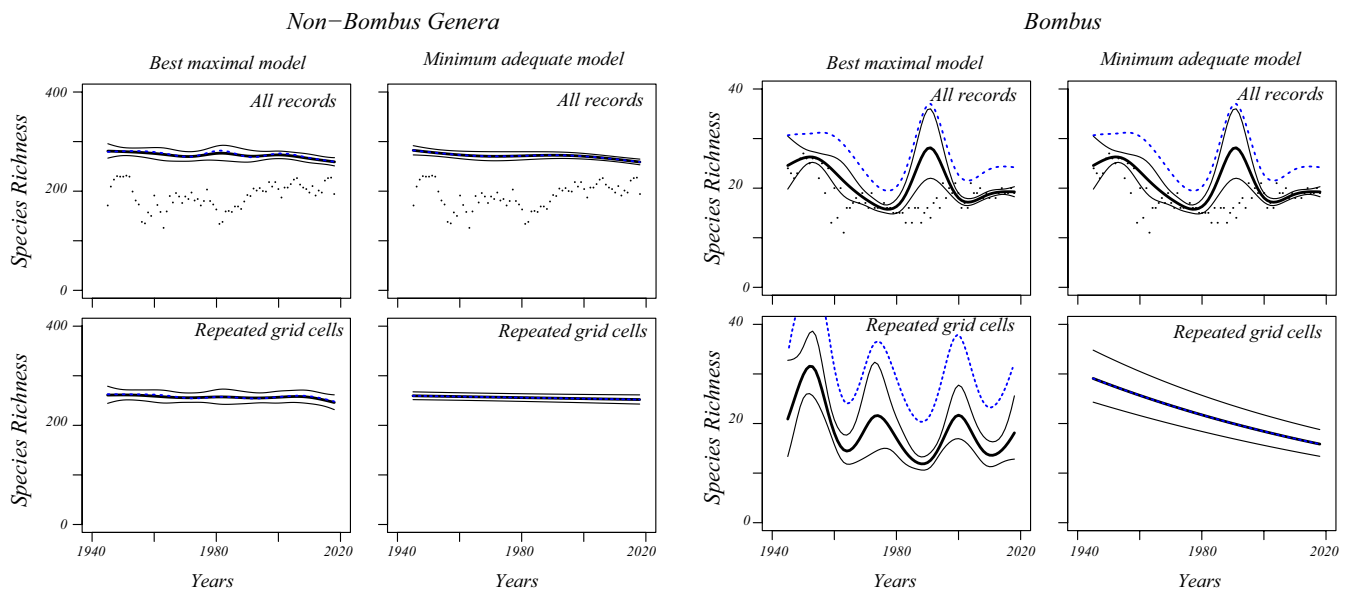 Non−Bombus Genera
Bombus
Best maximal model
Minimum adequate model
Best maximal model
Minimum adequate model
All records
All records
All records
All records
Species Richness
400
200
0
Species Richness
40
20
0
Repeated grid cells
Repeated grid cells
Repeated grid cells
Repeated grid cells
Species Richness
400
200
0
Species Richness
40
20
0
1940 1980 2020
1940 1980 2020
1940 1980 2020
1940 1980 2020
Years
Years
Years
Years